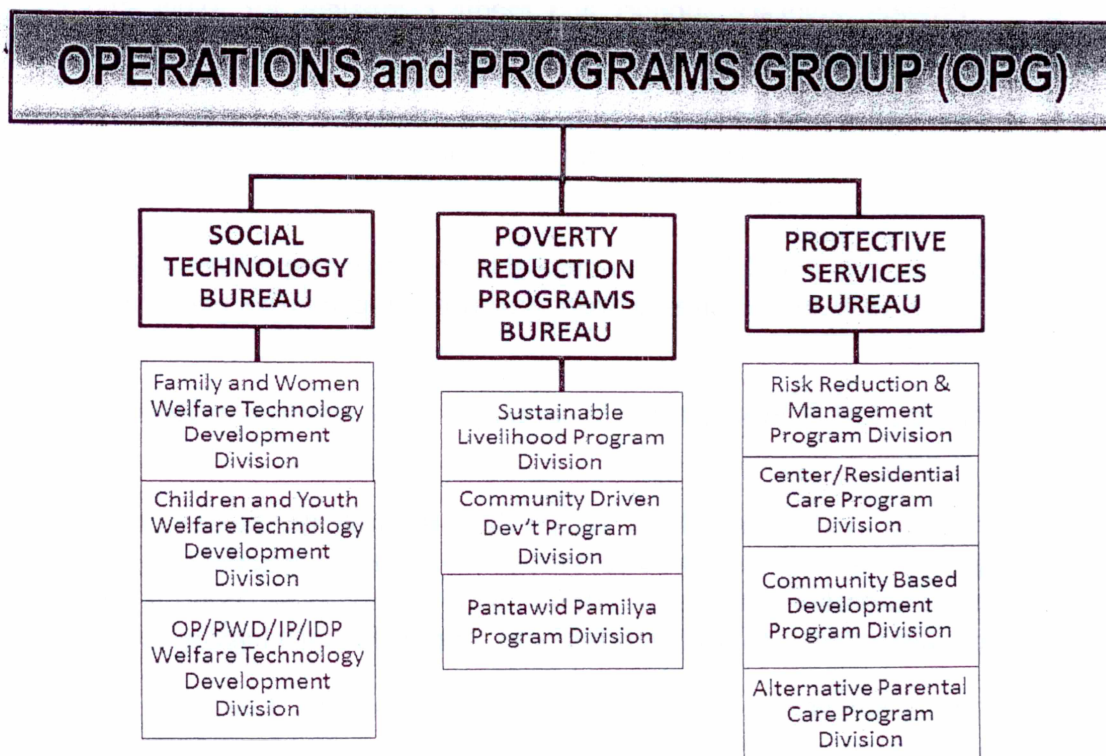 OPERATIONS and PROGRAMS GROUP (OPG)
SOCIAL
TECHNOLOGY
BUREAU
Family and Women
Welfare Technology
Development
Division
Children and Youth
Welfare Technology
Development
Division
OP/PWD/IP/IDP
Welfare Technology
Development
Division
POVERTY
REDUCTION
PROGRAMS
BUREAU
Sustainable
Livelihood Program
Division
Community Driven
Dev't Program
Division
Pantawid Pamilya
Program Division
PROTECTIVE
SERVICES
BUREAU
Risk Reduction &
Management
Program Division
Center/Residential
Care Program
Division
Community Based
Development
Program Division
Alternative Parental
Care Program
Division